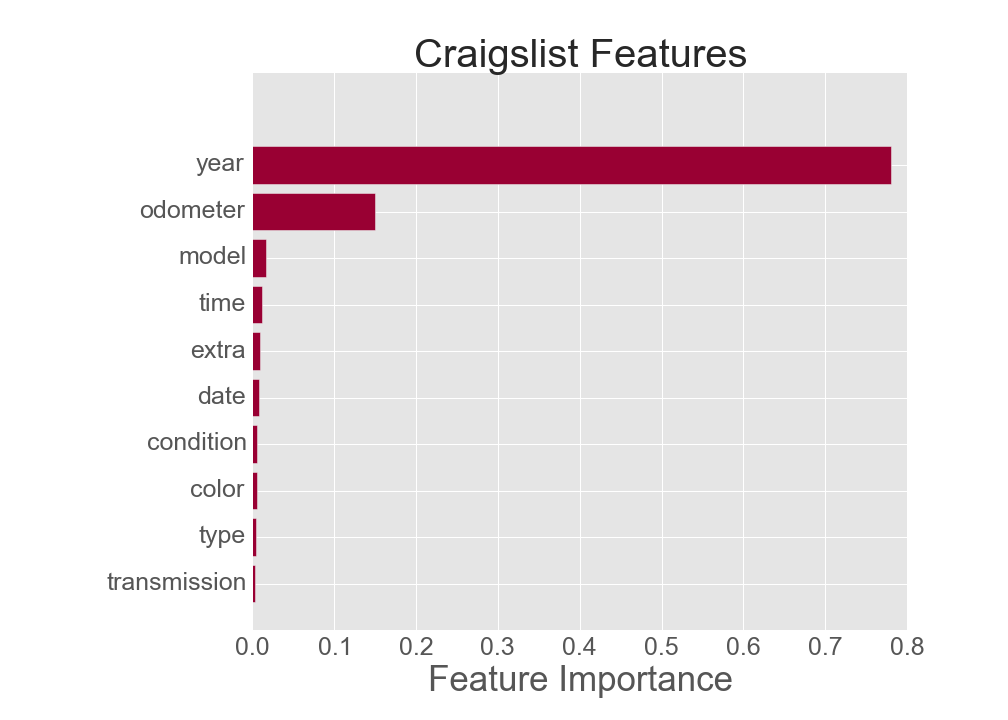 Craigslist Features
year
odometer
model
time
extra
date
condition
color
type
transmission
0.0 0.1 0.2 0.3 0.4 0.5 0.6 0.7 0.8
Feature Importance